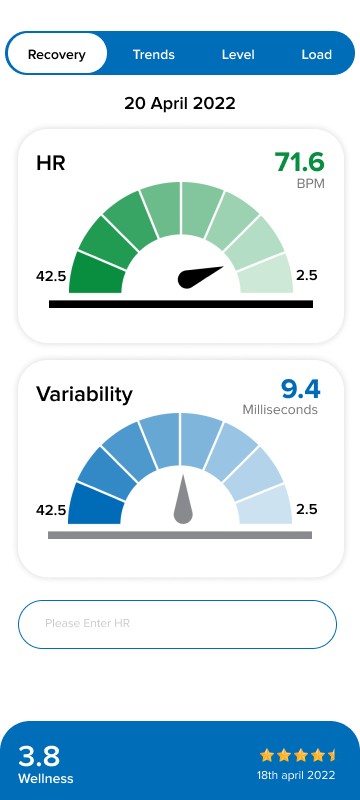 Recovery Trends Level Load
20 April 2022
HR
71.6
BPM
42.5
2.5
Variability
9.4
Milliseconds
42.5
2.5
Please Enter HR
3.8
Wellness
18th april 2022